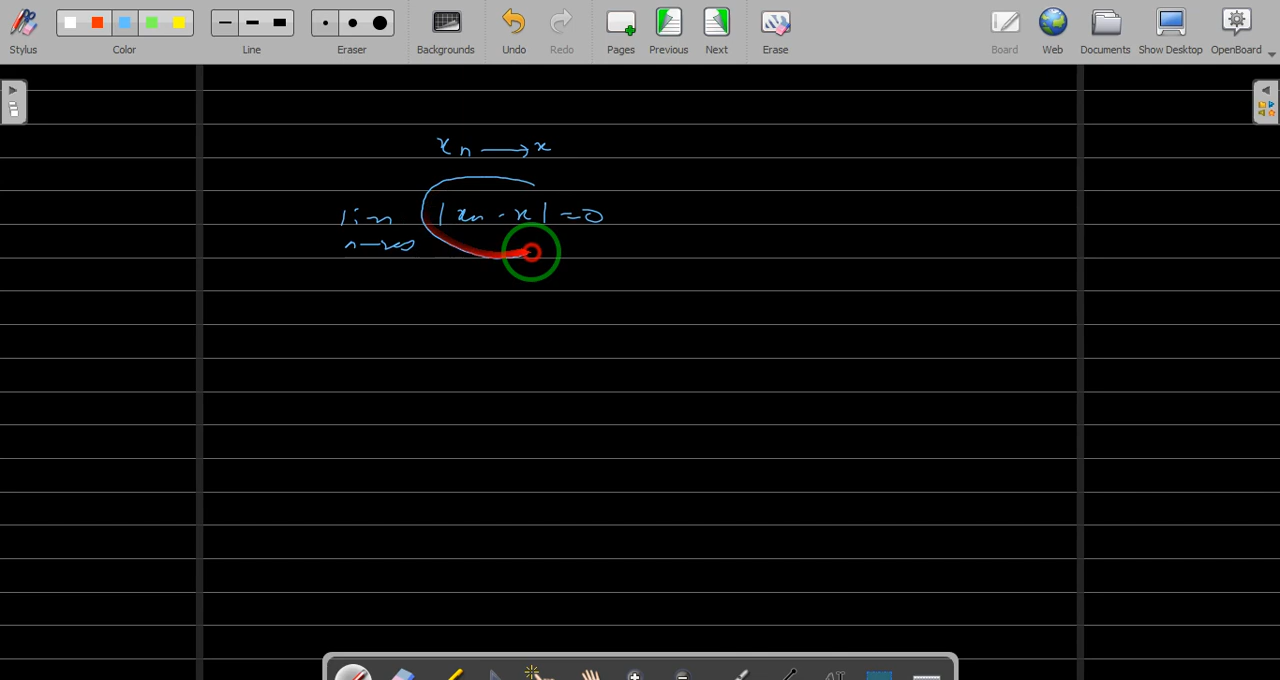 Stylus Color Line Eraser Backgrounds Undo Redo Pages Previous Next Erase Board Web Documents Show Desktop OpenBoard
xn → x
lim |xn - x| = 0
n→∞